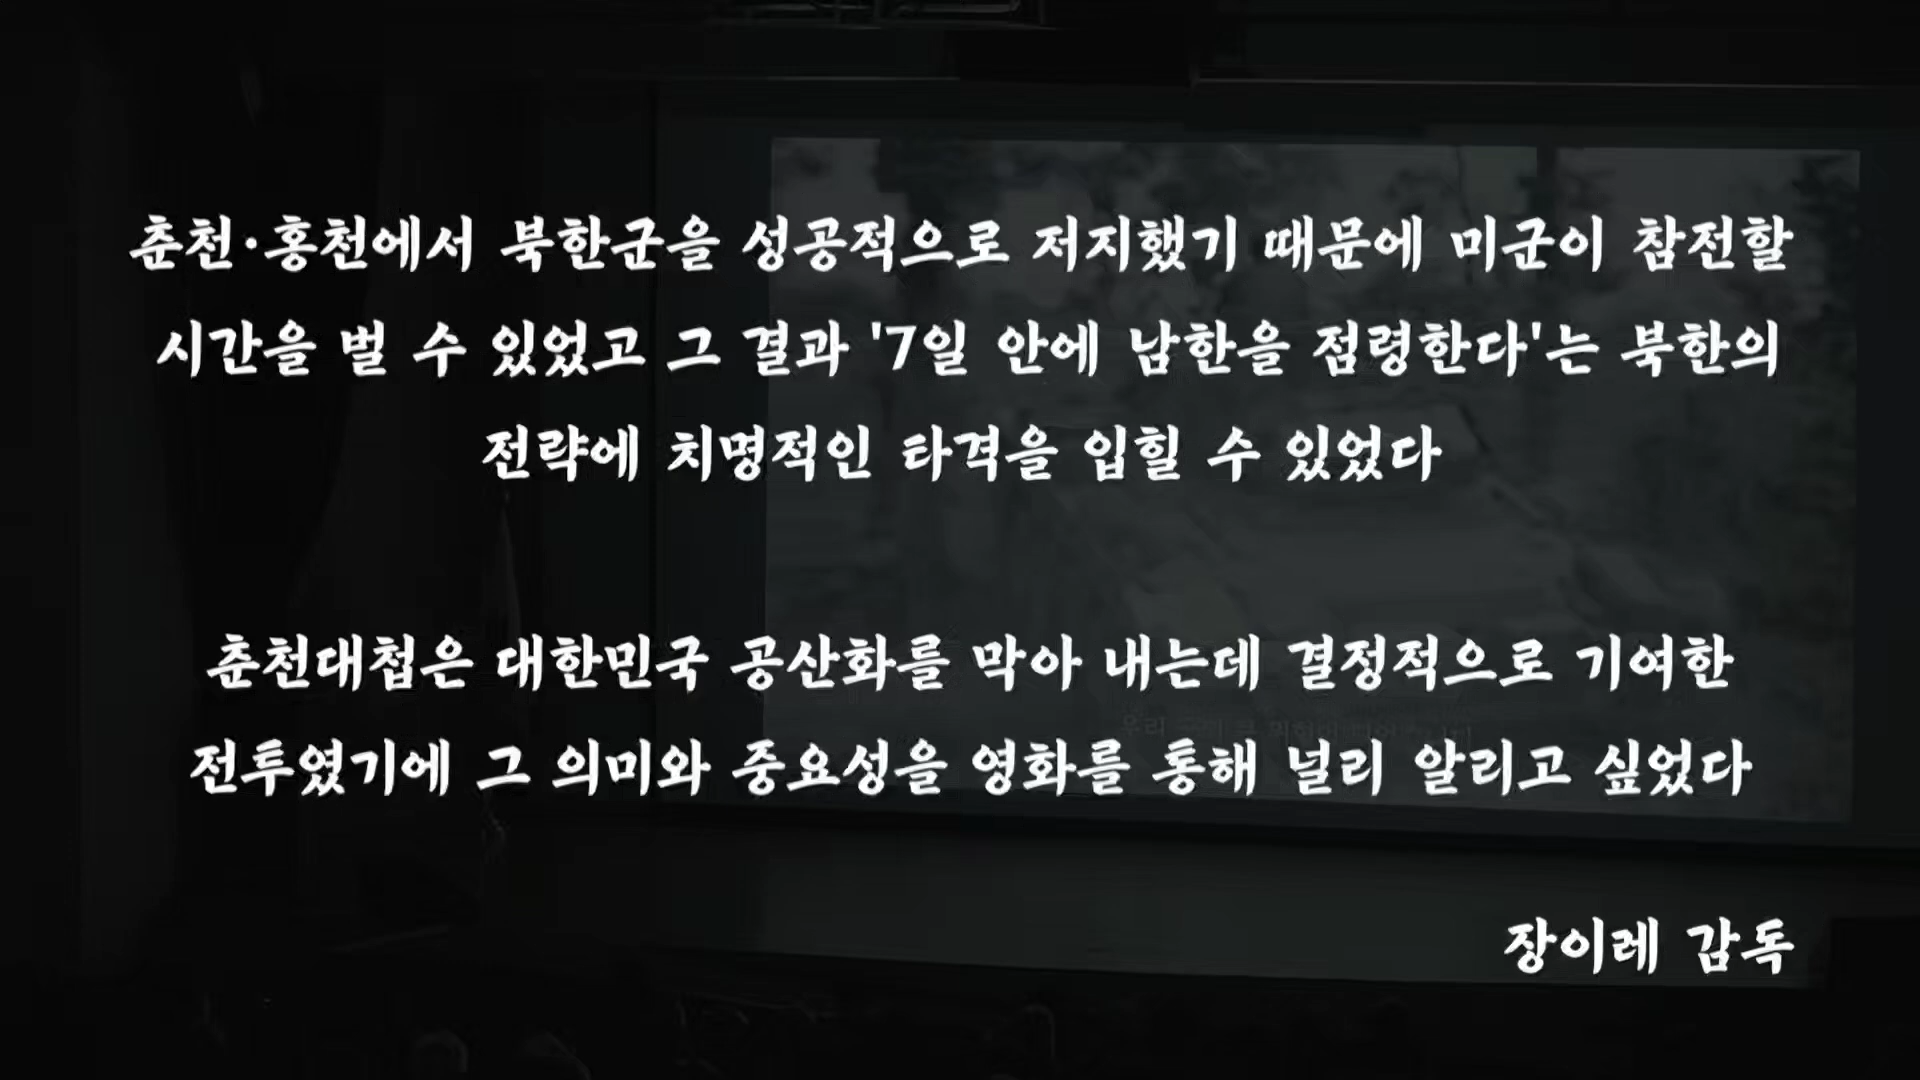 춘천·홍천에서 북한군을 성공적으로 저지했기 때문에 미군이 참전할
시간을 벌 수 있었고 그 결과 '7일 안에 남한을 점령한다'는 북한의
전략에 치명적인 타격을 입힐 수 있었다
춘천대첩은 대한민국 공산화를 막아 내는데 결정적으로 기여한
전투였기에 그 의미와 중요성을 영화를 통해 널리 알리고 싶었다
장이레 감독